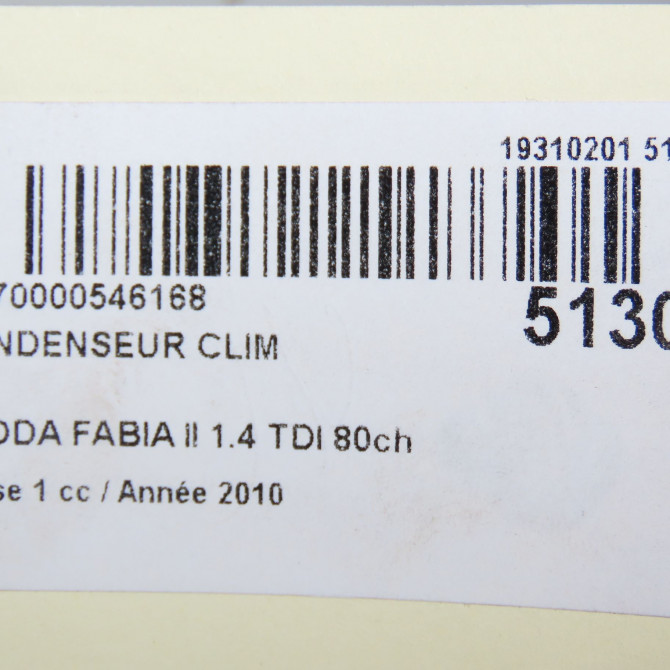 19310201 51
70000546168
5130
NDENSEUR CLIM
ODA FABIA II 1.4 TDI 80ch
se 1 cc / Année 2010